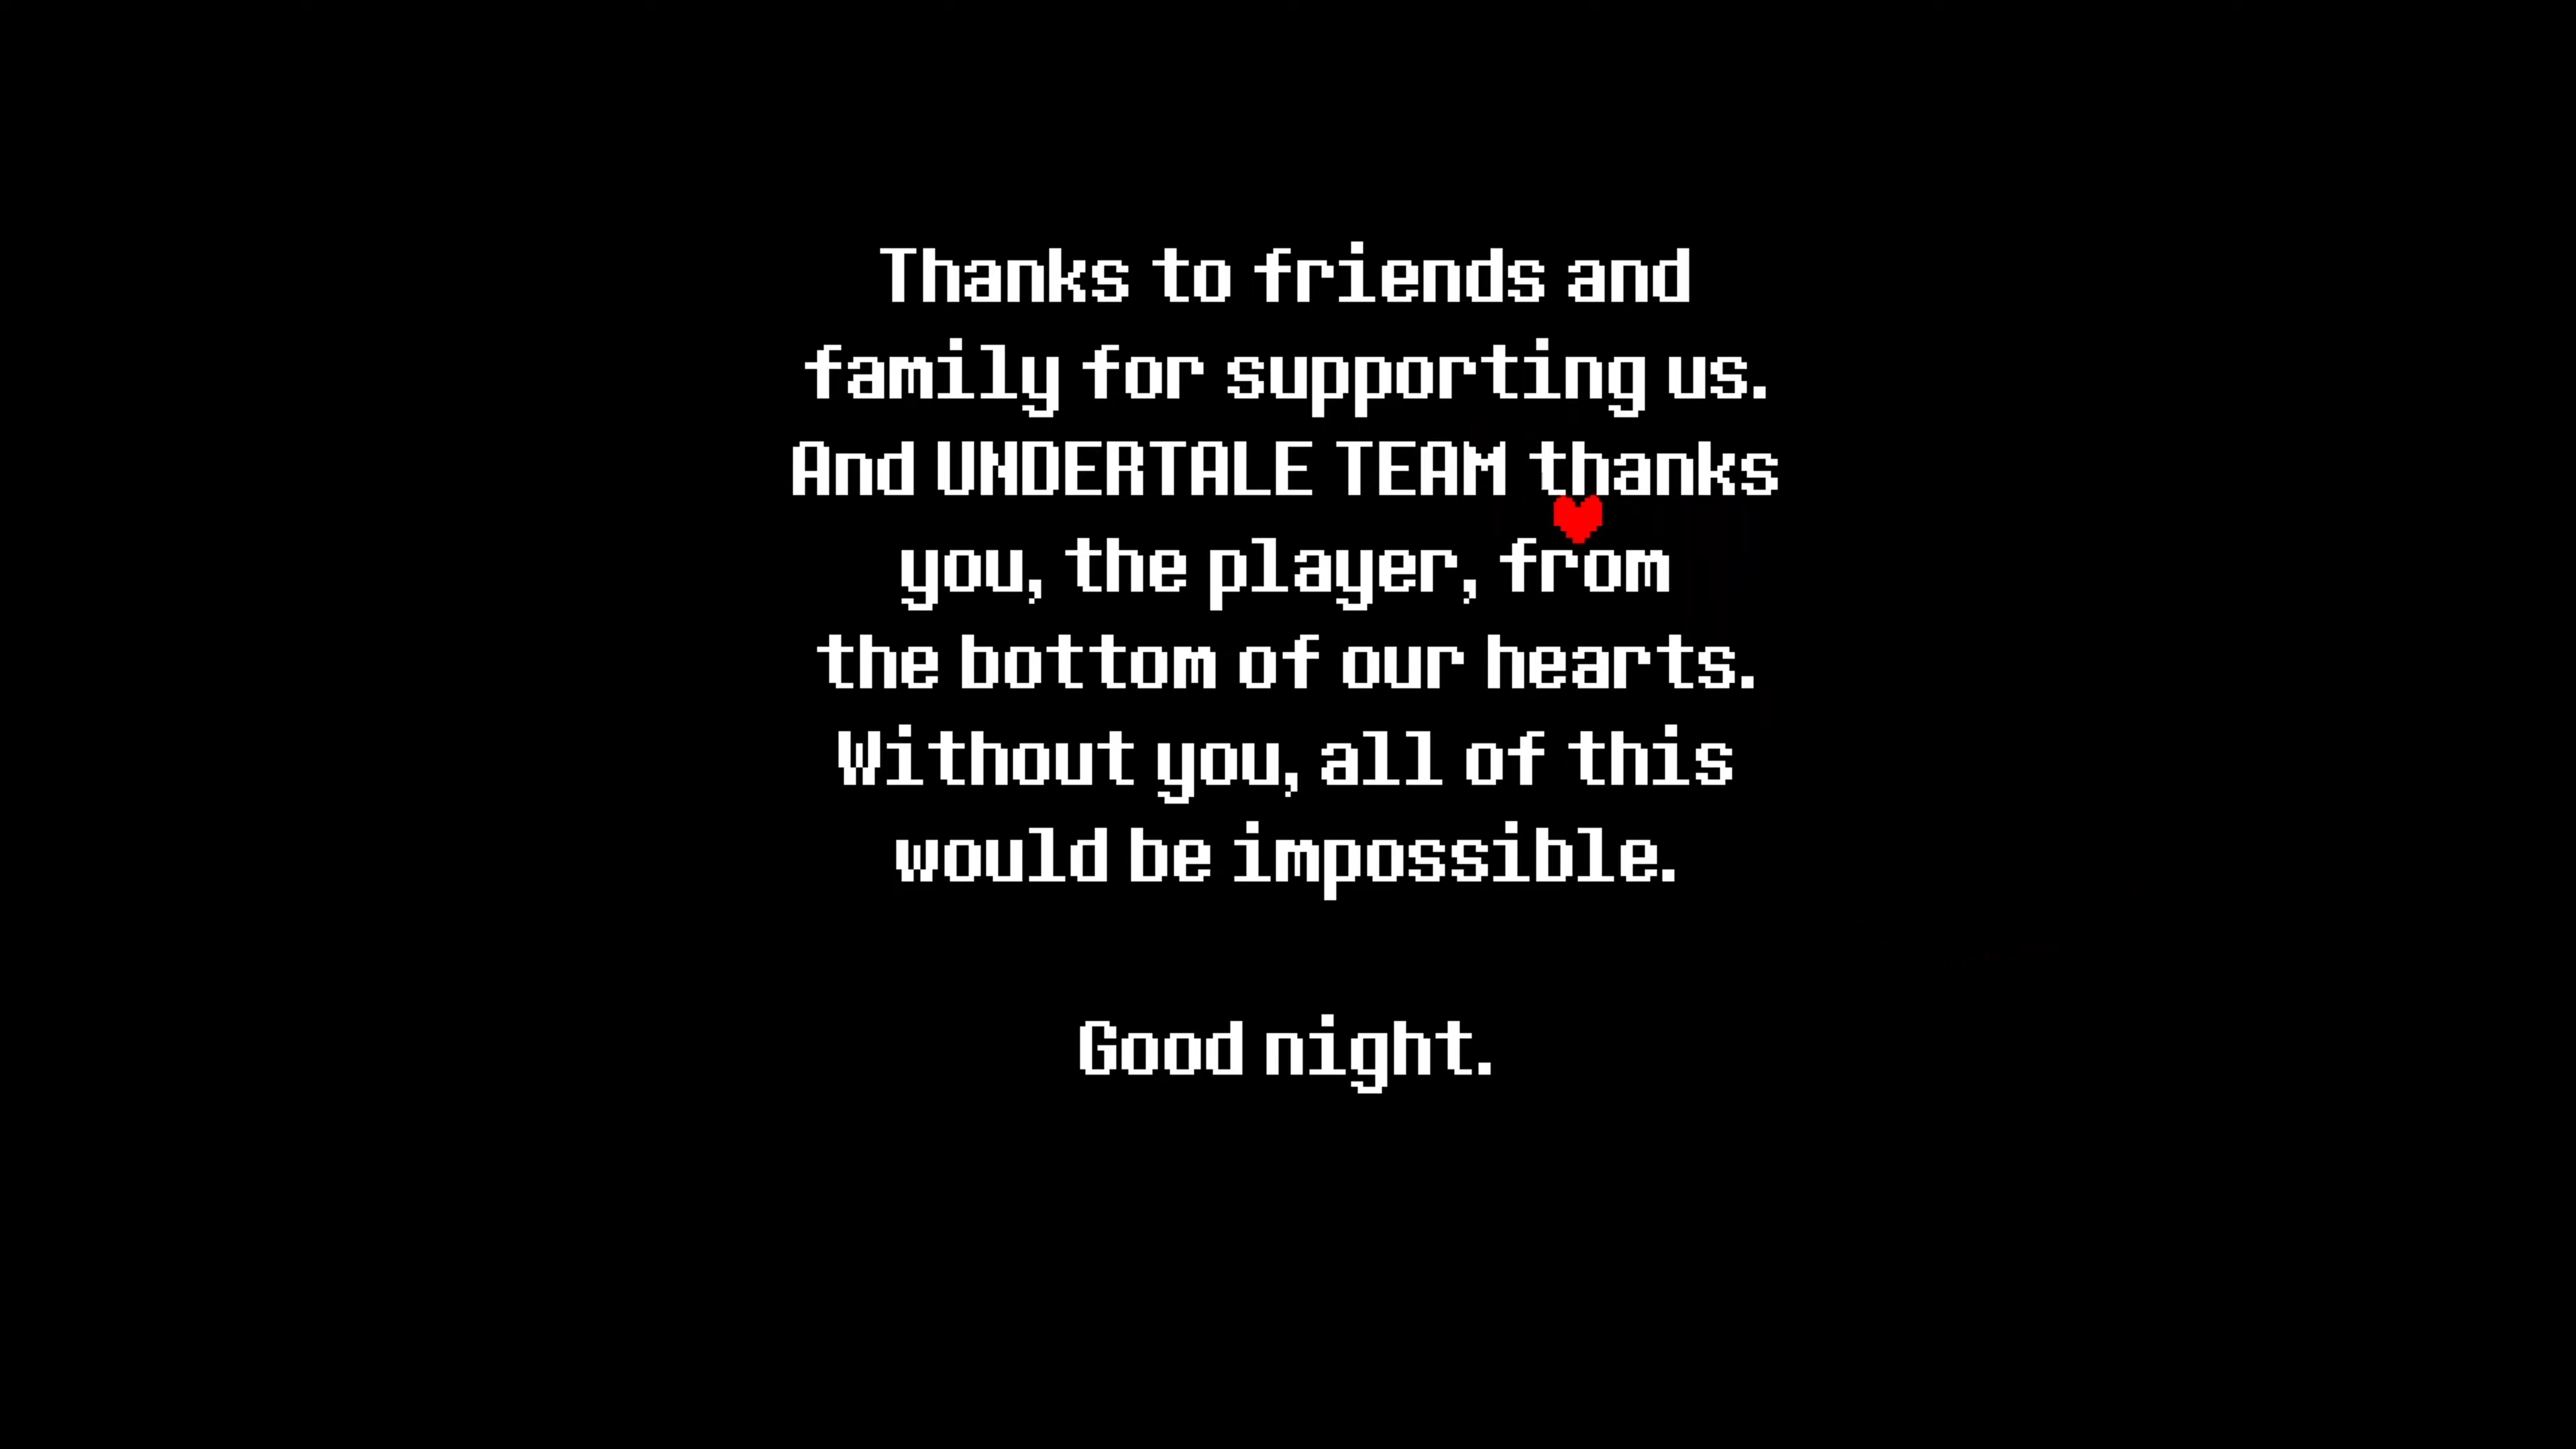 Thanks to friends and
family for supporting us.
And UNDERTALE TEAM thanks
you, the player, from
the bottom of our hearts.
Without you, all of this
would be impossible.
Good night.